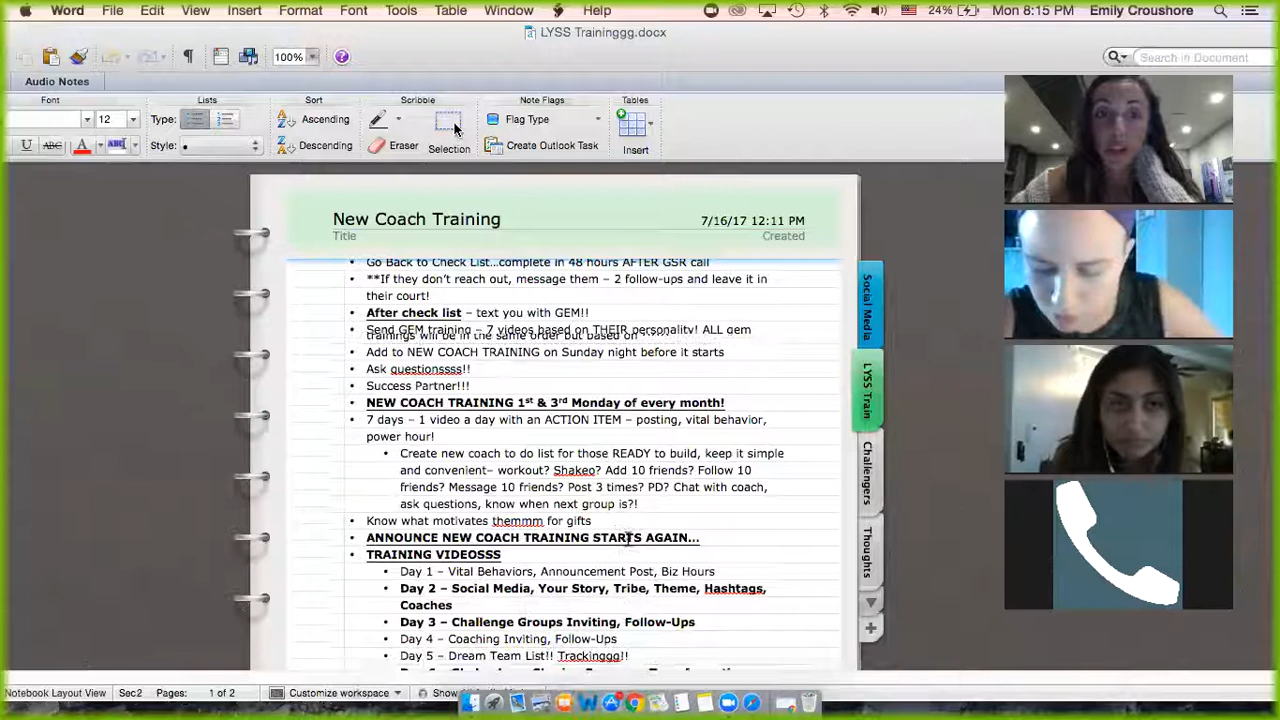 Word File Edit View Insert Format Font Tools Table Window Help 24% Mon 8:15 PM Emily Croushore
LYSS Traininggg.docx
100% Search in Document
Audio Notes
Font Lists Sort Scribble Note Flags Tables
12 Type: Ascending Flag Type
U ABC A Style: Descending Eraser Selection Create Outlook Task Insert
New Coach Training 7/16/17 12:11 PM
Title Created
• Go Back to Check List…complete in 48 hours AFTER GSR call
• **If they don't reach out, message them – 2 follow-ups and leave it in
their court!
• After check list – text you with GEM!!
• Send GEM training – 7 videos based on THEIR personality! ALL gem
trainings will be in the same order but based on
• Add to NEW COACH TRAINING on Sunday night before it starts
• Ask questionssss!!
• Success Partner!!!
• NEW COACH TRAINING 1st & 3rd Monday of every month!
• 7 days – 1 video a day with an ACTION ITEM – posting, vital behavior,
power hour!
• Create new coach to do list for those READY to build, keep it simple
and convenient– workout? Shakeo? Add 10 friends? Follow 10
friends? Message 10 friends? Post 3 times? PD? Chat with coach,
ask questions, know when next group is?!
• Know what motivates themmm for gifts
• ANNOUNCE NEW COACH TRAINING STARTS AGAIN…
• TRAINING VIDEOSSS
• Day 1 – Vital Behaviors, Announcement Post, Biz Hours
• Day 2 – Social Media, Your Story, Tribe, Theme, Hashtags,
Coaches
• Day 3 – Challenge Groups Inviting, Follow-Ups
• Day 4 – Coaching Inviting, Follow-Ups
• Day 5 – Dream Team List!! Trackinggg!!
Social Media
LYSS Train
Challengers
Thoughts
Notebook Layout View Sec2 Pages: 1 of 2 Customize workspace Show